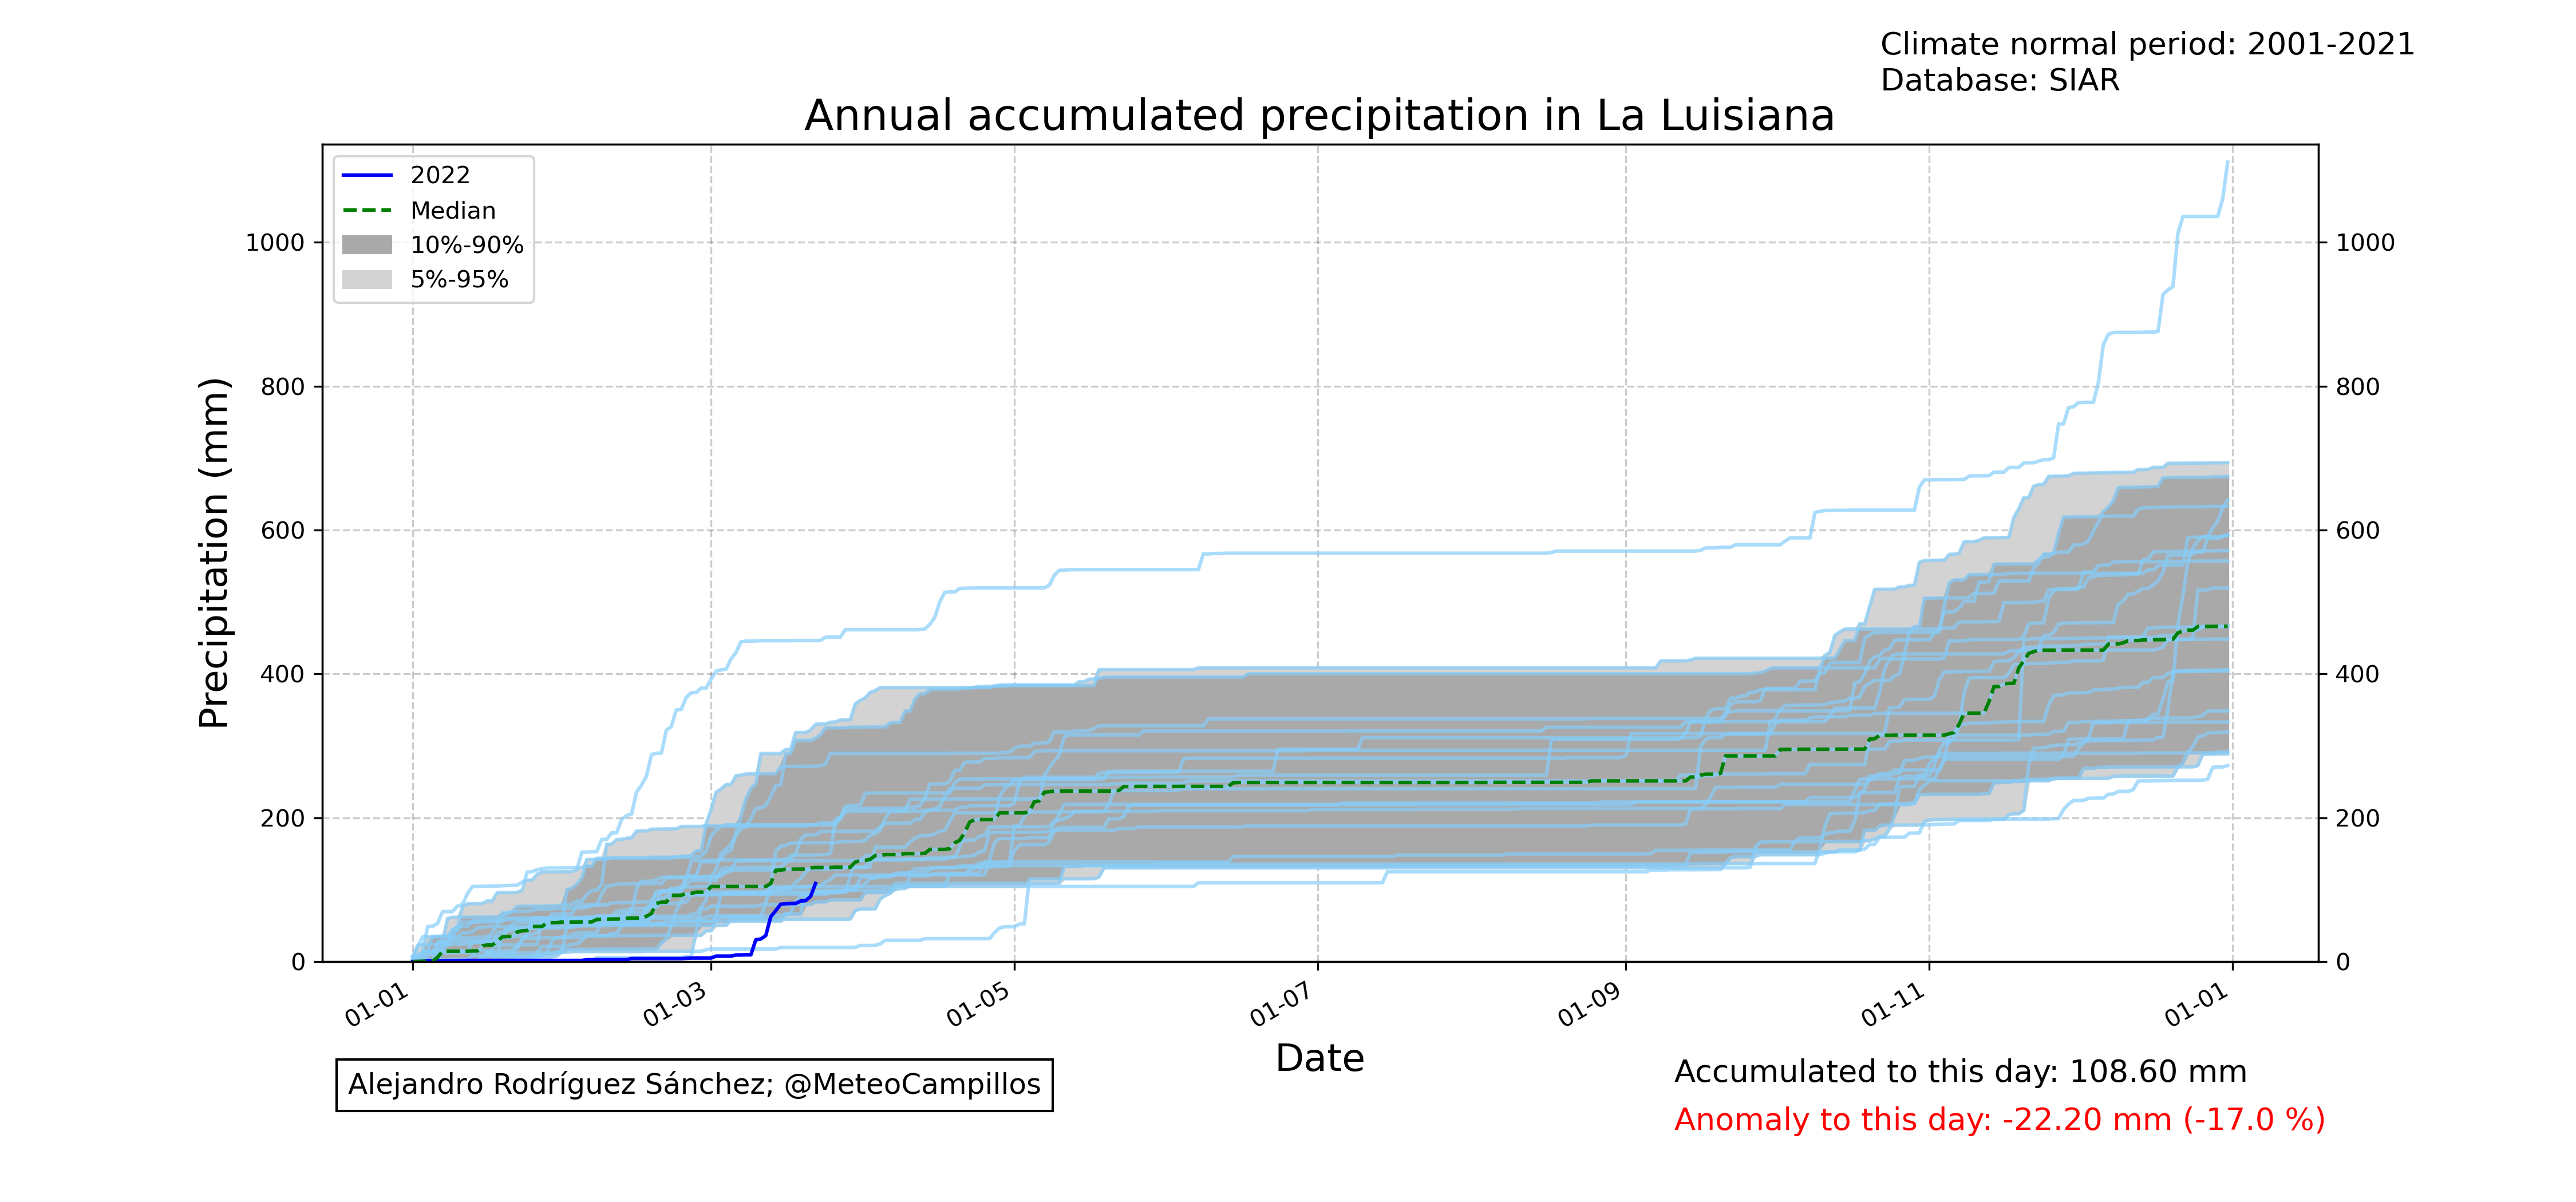 Climate normal period: 2001-2021
Database: SIAR
Annual accumulated precipitation in La Luisiana
2022
Median
10%-90%
5%-95%
Precipitation (mm)
1000
800
600
400
200
0
1000
800
600
400
200
0
01-01
01-03
01-05
01-07
01-09
01-11
01-01
Date
Alejandro Rodríguez Sánchez; @MeteoCampillos
Accumulated to this day: 108.60 mm
Anomaly to this day: -22.20 mm (-17.0 %)